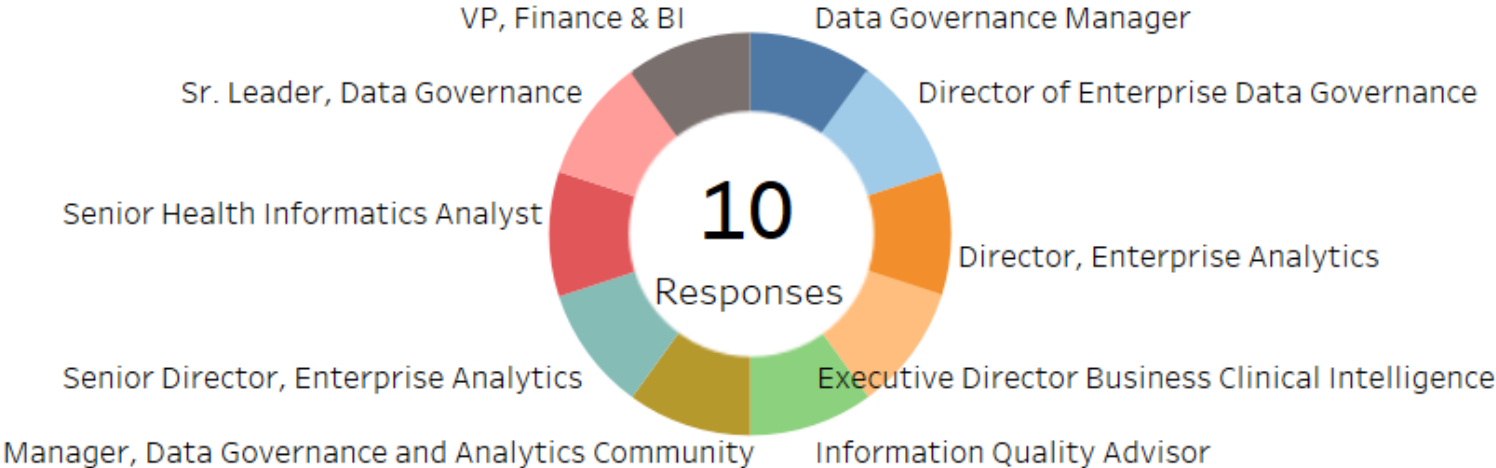 VP, Finance & BI
Data Governance Manager
Sr. Leader, Data Governance
Director of Enterprise Data Governance
Senior Health Informatics Analyst
10
Responses
Director, Enterprise Analytics
Senior Director, Enterprise Analytics
Executive Director Business Clinical Intelligence
Manager, Data Governance and Analytics Community
Information Quality Advisor